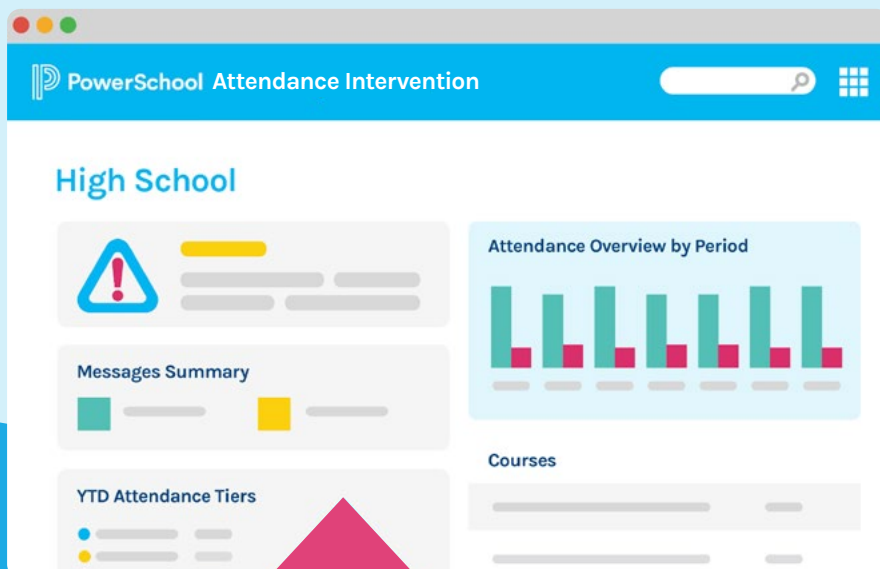 PowerSchool Attendance Intervention
High School
Messages Summary
YTD Attendance Tiers
Attendance Overview by Period
Courses